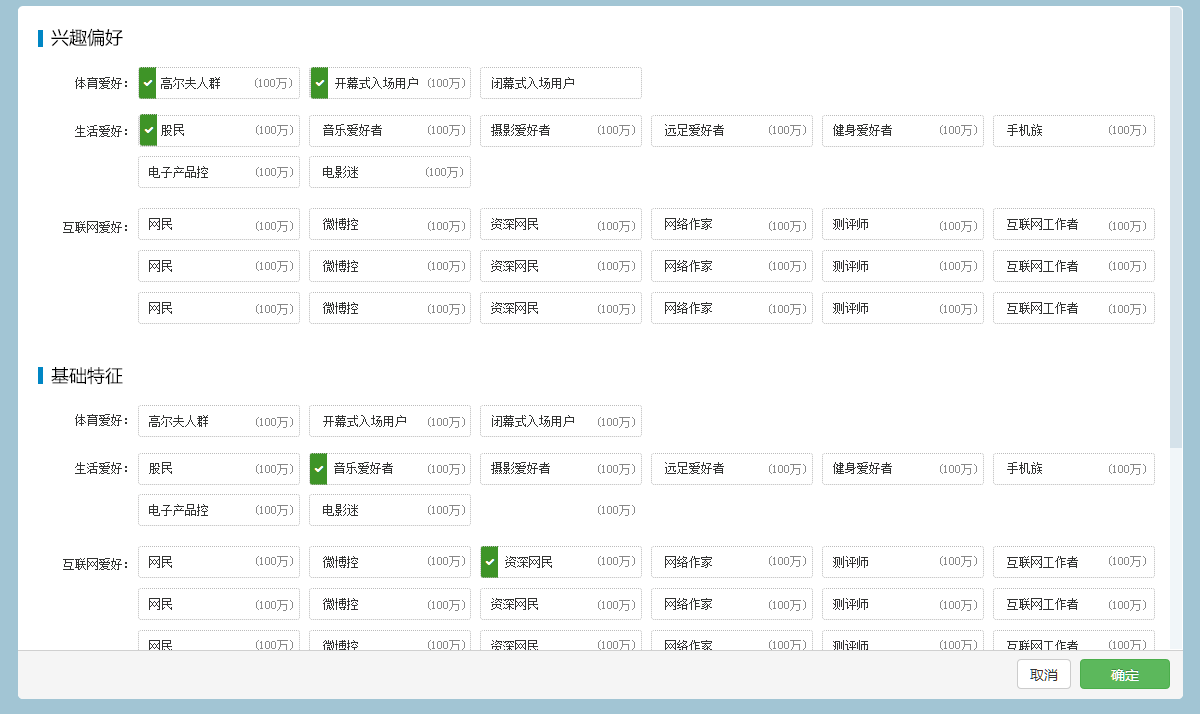 兴趣偏好
体育爱好： 高尔夫人群 (100万) 开幕式入场用户 (100万) 闭幕式入场用户
生活爱好： 股民 (100万) 音乐爱好者 (100万) 摄影爱好者 (100万) 远足爱好者 (100万) 健身爱好者 (100万) 手机族 (100万)
电子产品控 (100万) 电影迷 (100万)
互联网爱好： 网民 (100万) 微博控 (100万) 资深网民 (100万) 网络作家 (100万) 测评师 (100万) 互联网工作者 (100万)
网民 (100万) 微博控 (100万) 资深网民 (100万) 网络作家 (100万) 测评师 (100万) 互联网工作者 (100万)
网民 (100万) 微博控 (100万) 资深网民 (100万) 网络作家 (100万) 测评师 (100万) 互联网工作者 (100万)
基础特征
体育爱好： 高尔夫人群 (100万) 开幕式入场用户 (100万) 闭幕式入场用户 (100万)
生活爱好： 股民 (100万) 音乐爱好者 (100万) 摄影爱好者 (100万) 远足爱好者 (100万) 健身爱好者 (100万) 手机族 (100万)
电子产品控 (100万) 电影迷 (100万) (100万)
互联网爱好： 网民 (100万) 微博控 (100万) 资深网民 (100万) 网络作家 (100万) 测评师 (100万) 互联网工作者 (100万)
网民 (100万) 微博控 (100万) 资深网民 (100万) 网络作家 (100万) 测评师 (100万) 互联网工作者 (100万)
网民 (100万) 微博控 (100万) 资深网民 (100万) 网络作家 (100万) 测评师 (100万) 互联网工作者 (100万)
取消 确定